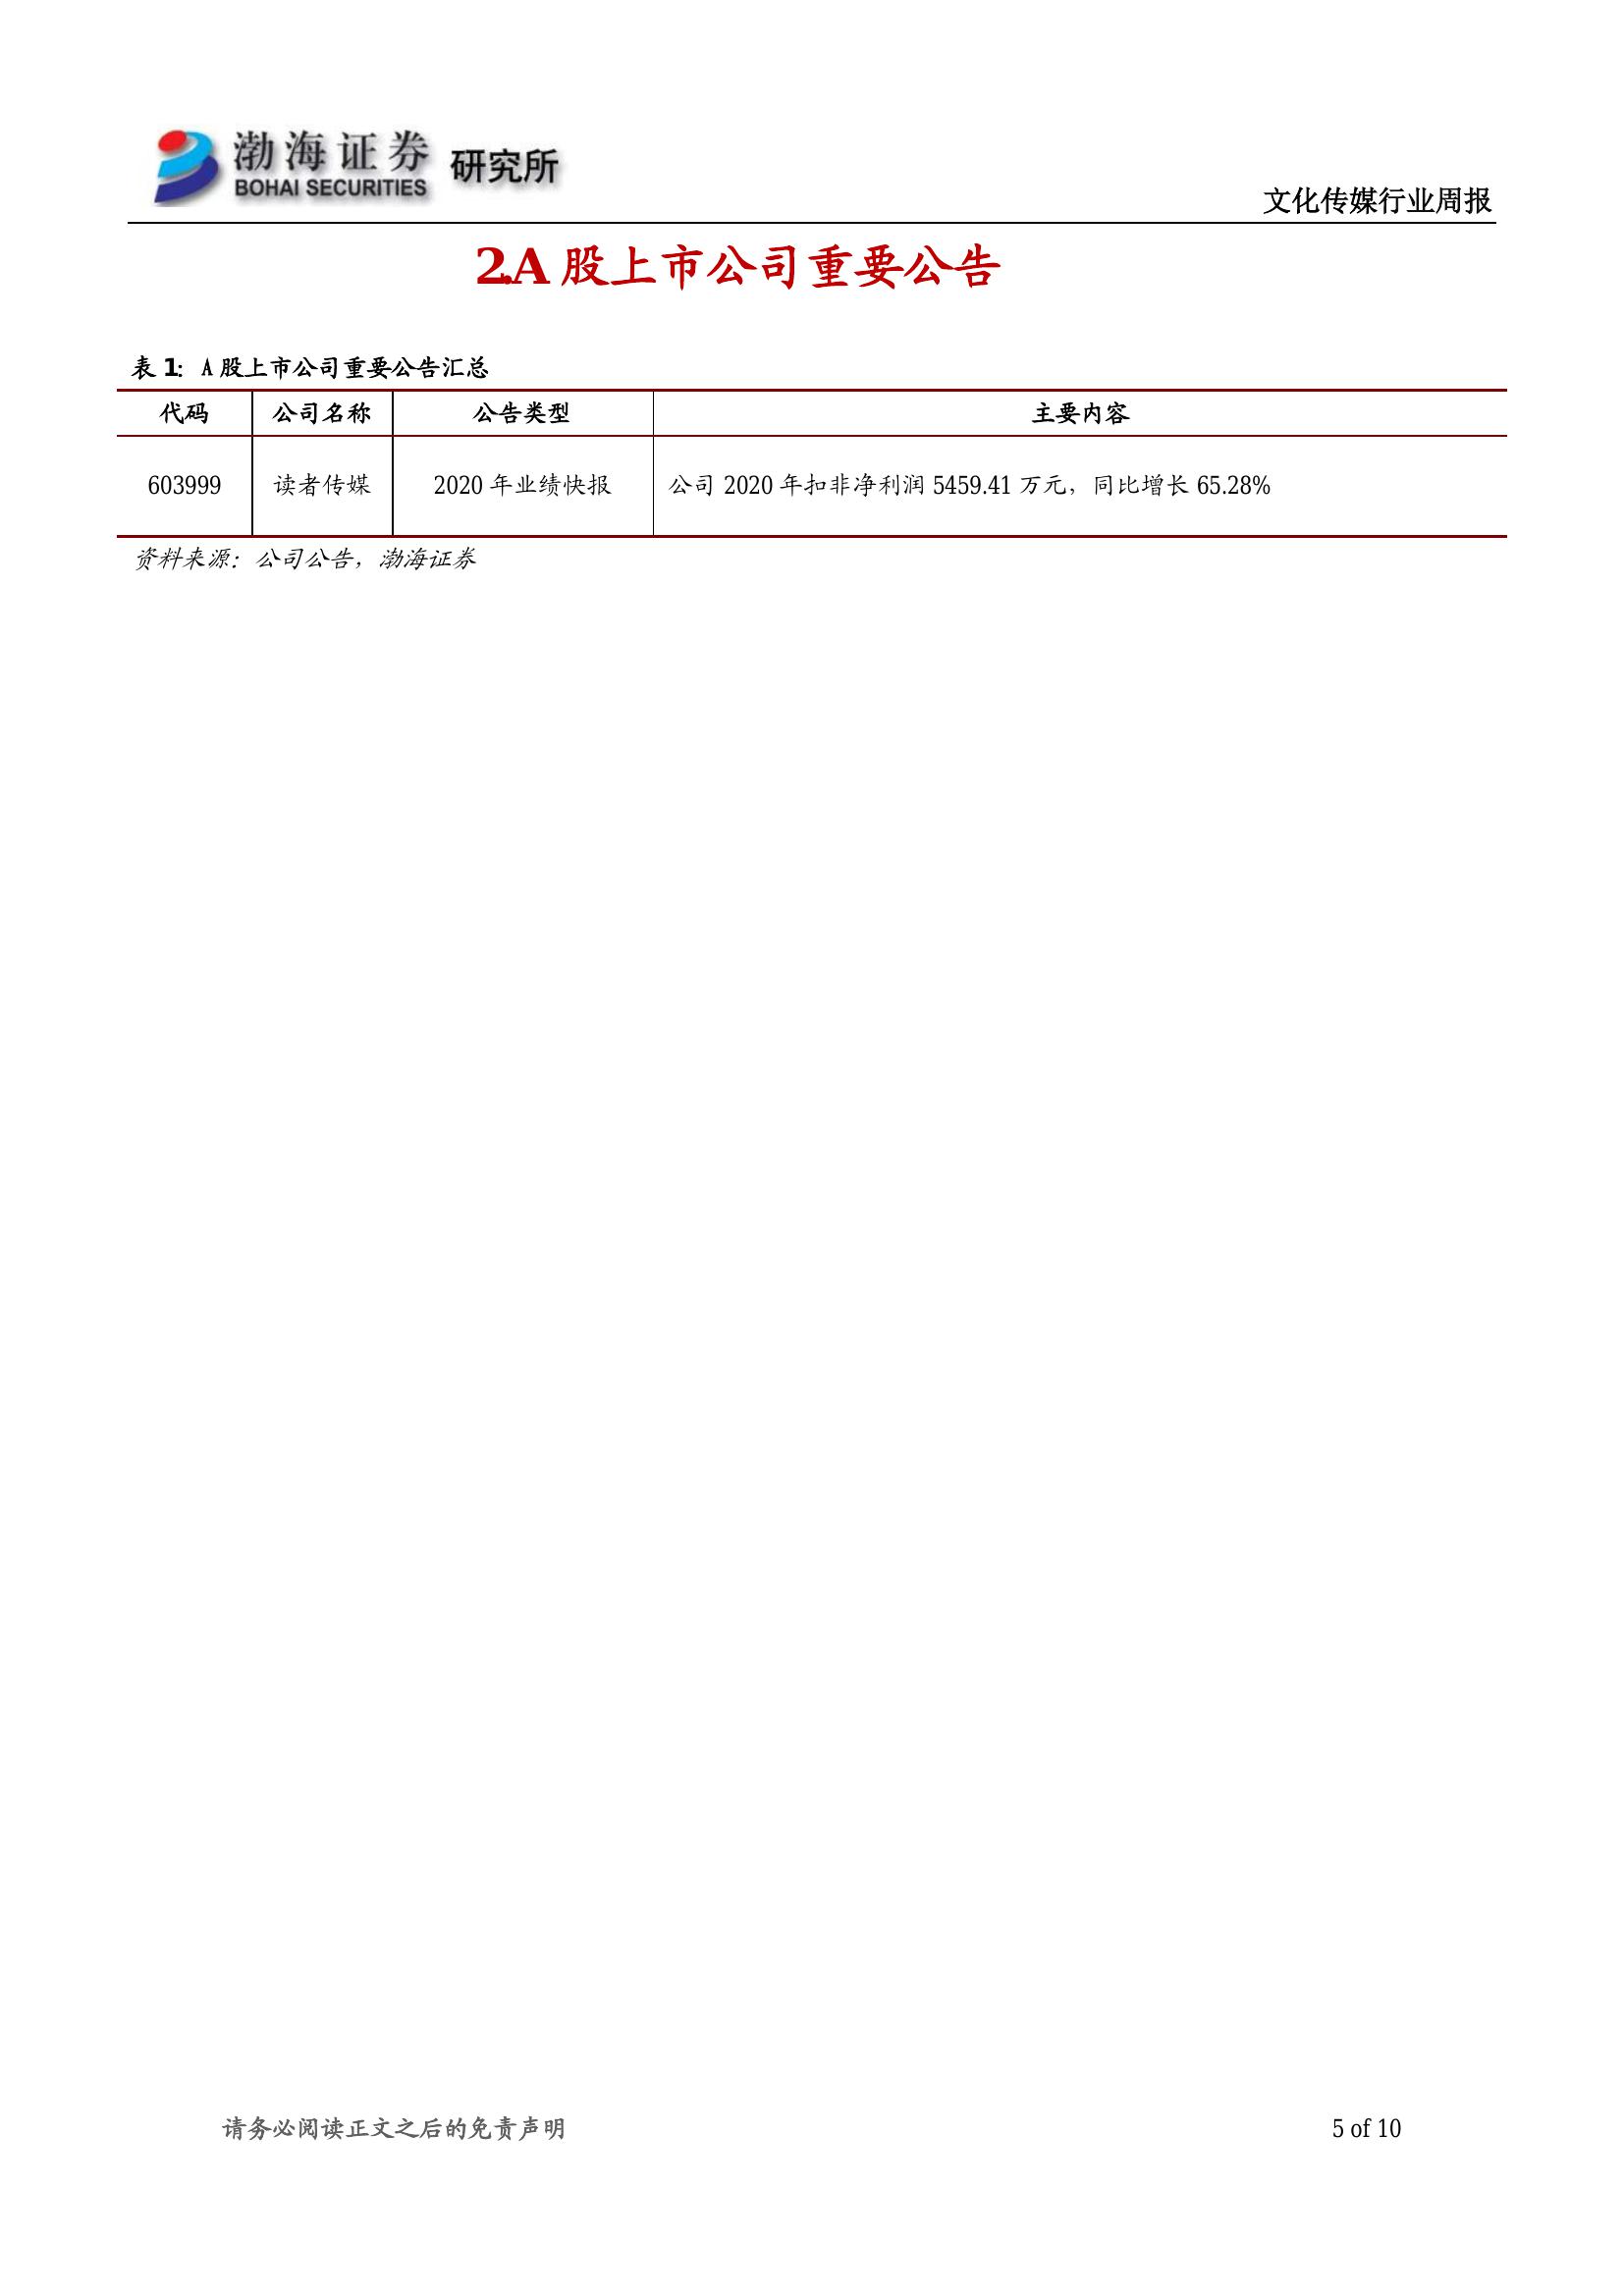 渤海证券 研究所
BOHAI SECURITIES
文化传媒行业周报
2.A 股上市公司重要公告
表 1: A 股上市公司重要公告汇总
代码 公司名称 公告类型 主要内容
603999 读者传媒 2020 年业绩快报 公司 2020 年扣非净利润 5459.41 万元，同比增长 65.28%
资料来源：公司公告，渤海证券
请务必阅读正文之后的免责声明 5 of 10